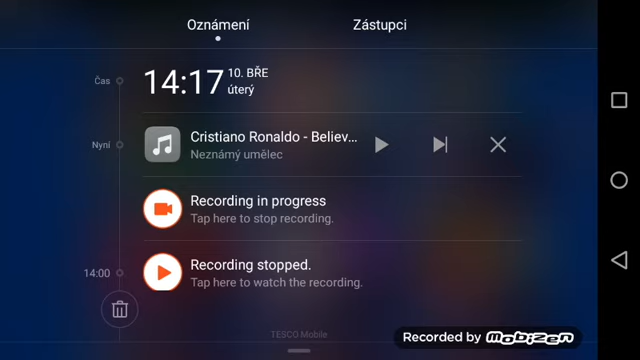 Oznámení
Zástupci
Čas
14:17
10. BŘE
úterý
Nyní
Cristiano Ronaldo - Believ...
Neznámý umělec
Recording in progress
Tap here to stop recording.
14:00
Recording stopped.
Tap here to watch the recording.
TESCO Mobile
Recorded by Mobizen